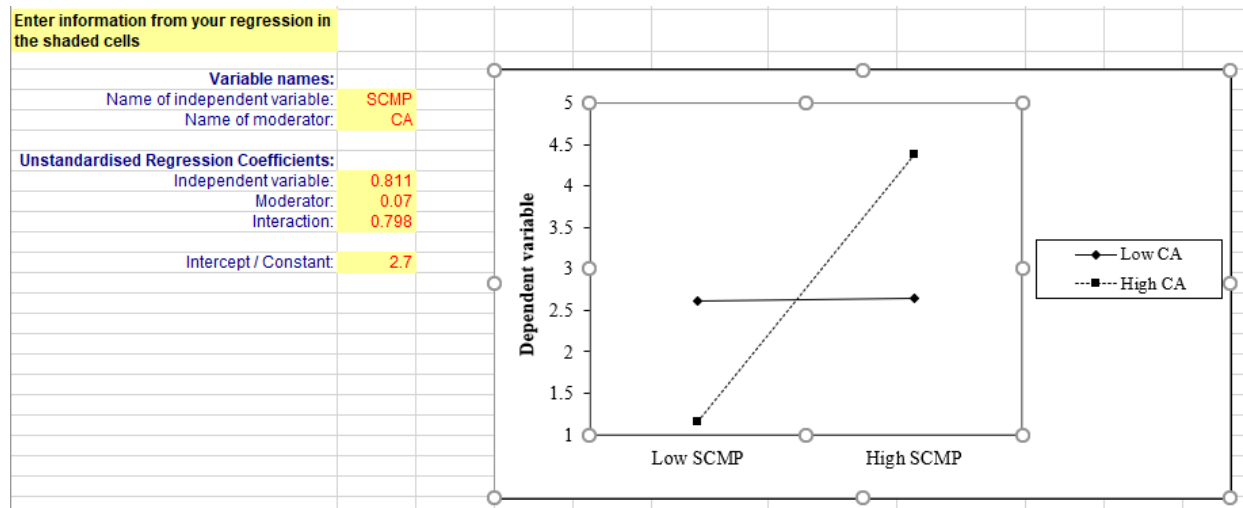 Enter information from your regression in
the shaded cells
Variable names:
Name of independent variable: SCMP
Name of moderator: CA
Unstandardised Regression Coefficients:
Independent variable: 0.811
Moderator: 0.07
Interaction: 0.798
Intercept / Constant: 2.7
Dependent variable
5
4.5
4
3.5
3
2.5
2
1.5
1
Low SCMP High SCMP
Low CA
High CA